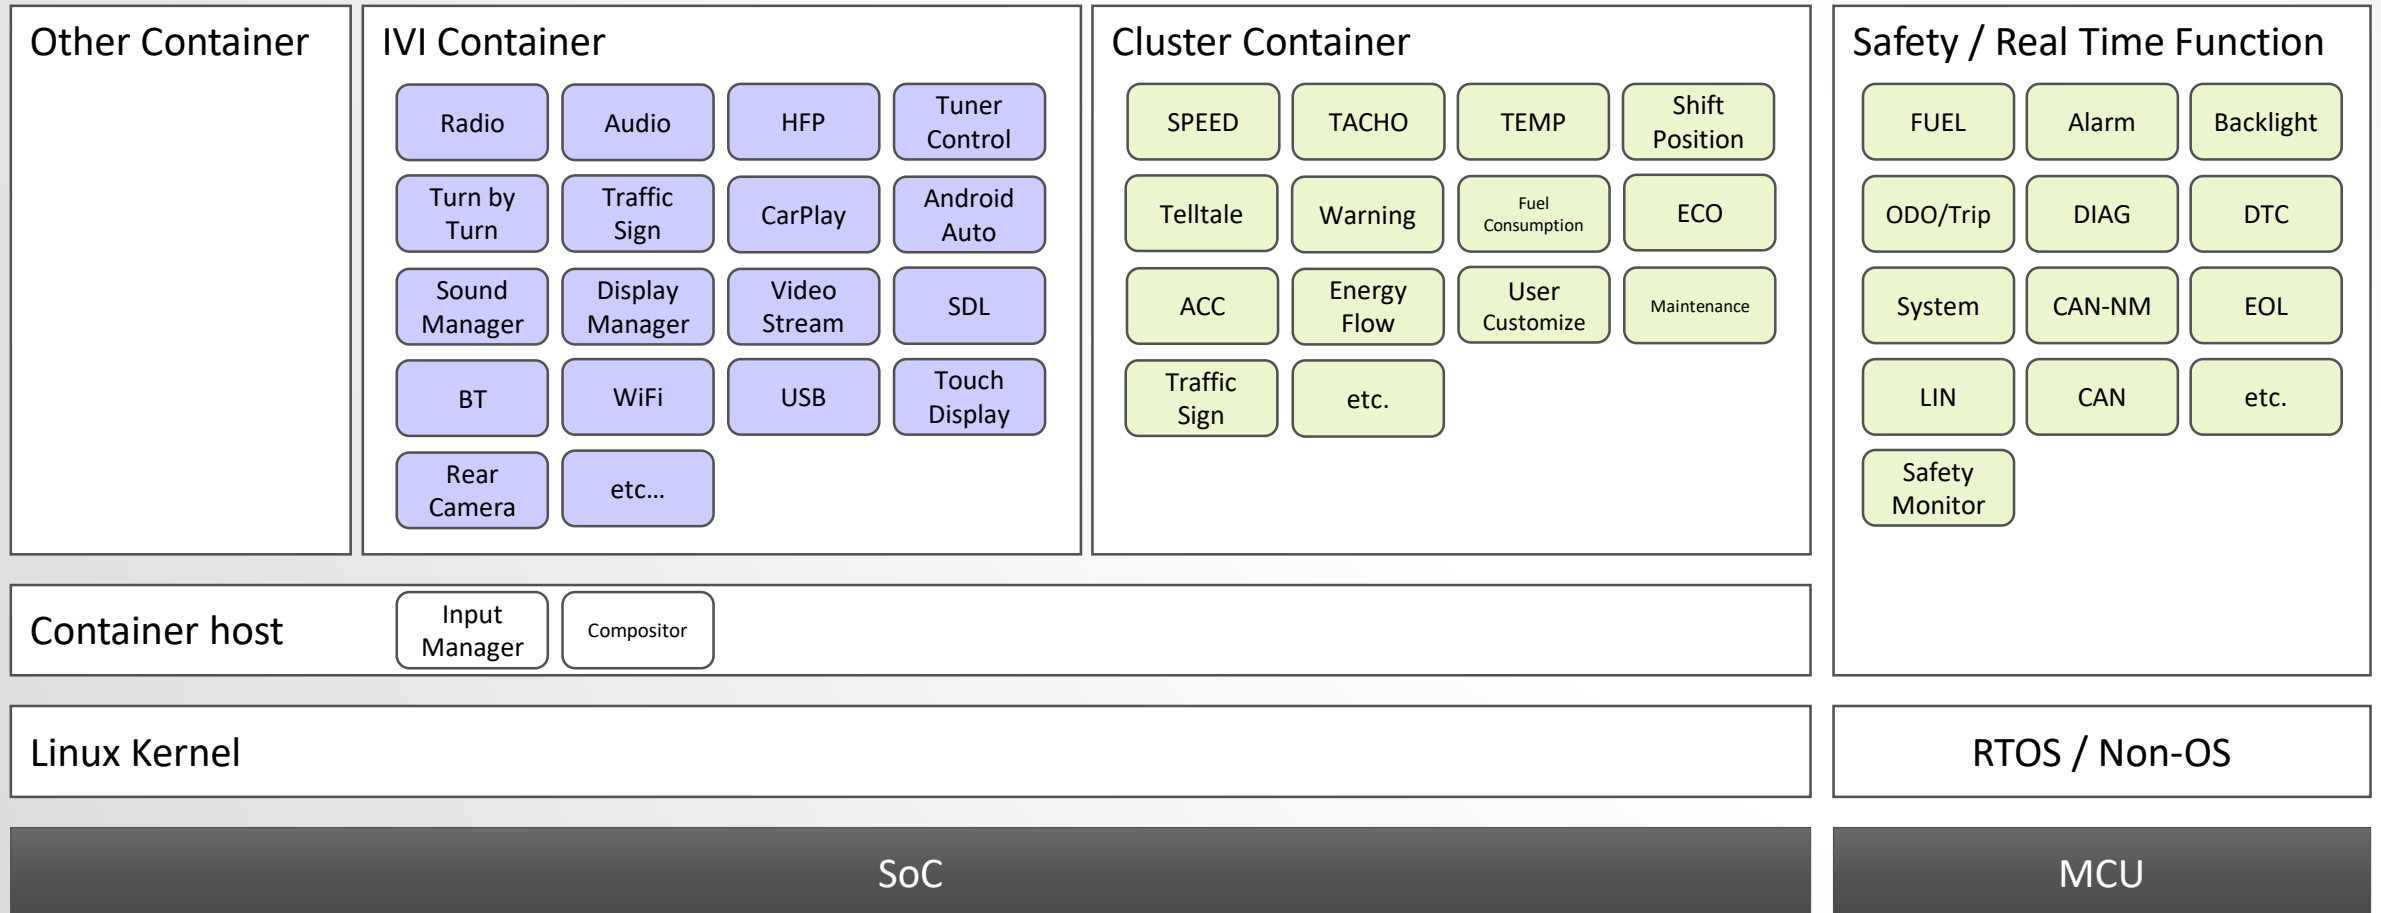 Other Container
IVI Container
Radio
Audio
HFP
Tuner
Control
Turn by
Turn
Traffic
Sign
CarPlay
Android
Auto
Sound
Manager
Display
Manager
Video
Stream
SDL
BT
WiFi
USB
Touch
Display
Rear
Camera
etc...
Cluster Container
SPEED
TACHO
TEMP
Shift
Position
Telltale
Warning
Fuel
Consumption
ECO
ACC
Energy
Flow
User
Customize
Maintenance
Traffic
Sign
etc.
Safety / Real Time Function
FUEL
Alarm
Backlight
ODO/Trip
DIAG
DTC
System
CAN-NM
EOL
LIN
CAN
etc.
Safety
Monitor
Container host
Input
Manager
Compositor
Linux Kernel
RTOS / Non-OS
SoC
MCU